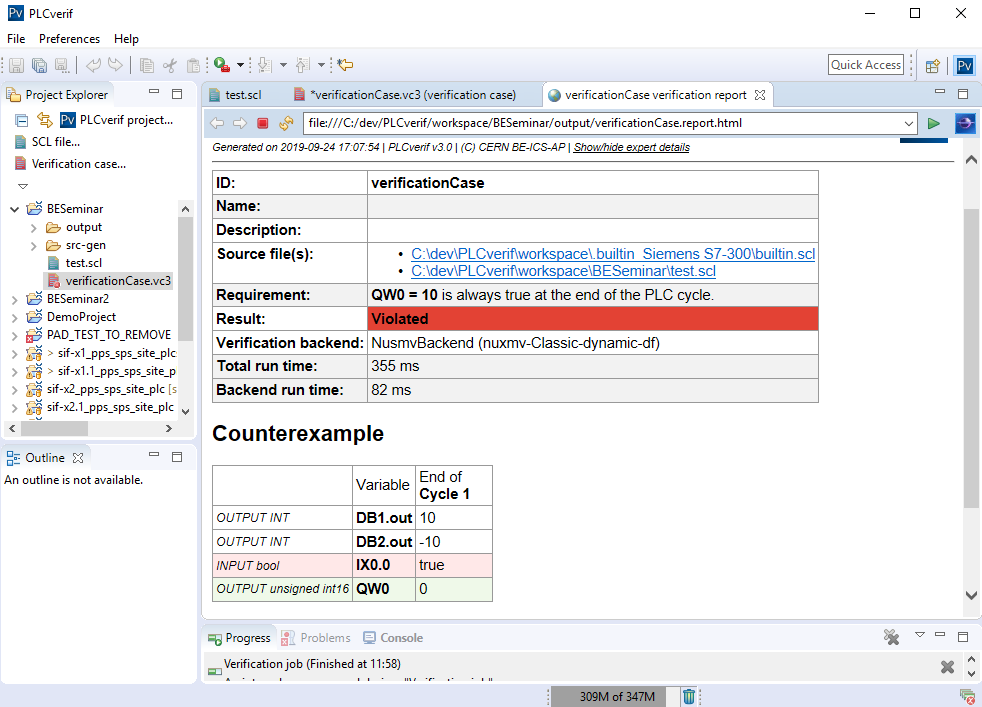 PLCverif
File Preferences Help
Quick Access
Project Explorer
PLCverif project...
SCL file...
Verification case...
BESeminar
output
src-gen
test.scl
verificationCase.vc3
BESeminar2
DemoProject
PAD_TEST_TO_REMOVE
> sif-x1_pps_sps_site_plc
> sif-x1.1_pps_sps_site_p
sif-x2_pps_sps_site_plc [s
sif-x2.1_pps_sps_site_plc
Outline
An outline is not available.
test.scl *verificationCase.vc3 (verification case) verificationCase verification report
file:///C:/dev/PLCverif/workspace/BESeminar/output/verificationCase.report.html
Generated on 2019-09-24 17:07:54 | PLCverif v3.0 | (C) CERN BE-ICS-AP | Show/hide expert details
ID: verificationCase
Name:
Description:
Source file(s): • C:\dev\PLCverif\workspace\.builtin_Siemens S7-300\builtin.scl
• C:\dev\PLCverif\workspace\BESeminar\test.scl
Requirement: QW0 = 10 is always true at the end of the PLC cycle.
Result: Violated
Verification backend: NusmvBackend (nuxmv-Classic-dynamic-df)
Total run time: 355 ms
Backend run time: 82 ms
Counterexample
Variable End of
Cycle 1
OUTPUT INT DB1.out 10
OUTPUT INT DB2.out -10
INPUT bool IX0.0 true
OUTPUT unsigned int16 QW0 0
Progress Problems Console
Verification job (Finished at 11:58)
309M of 347M